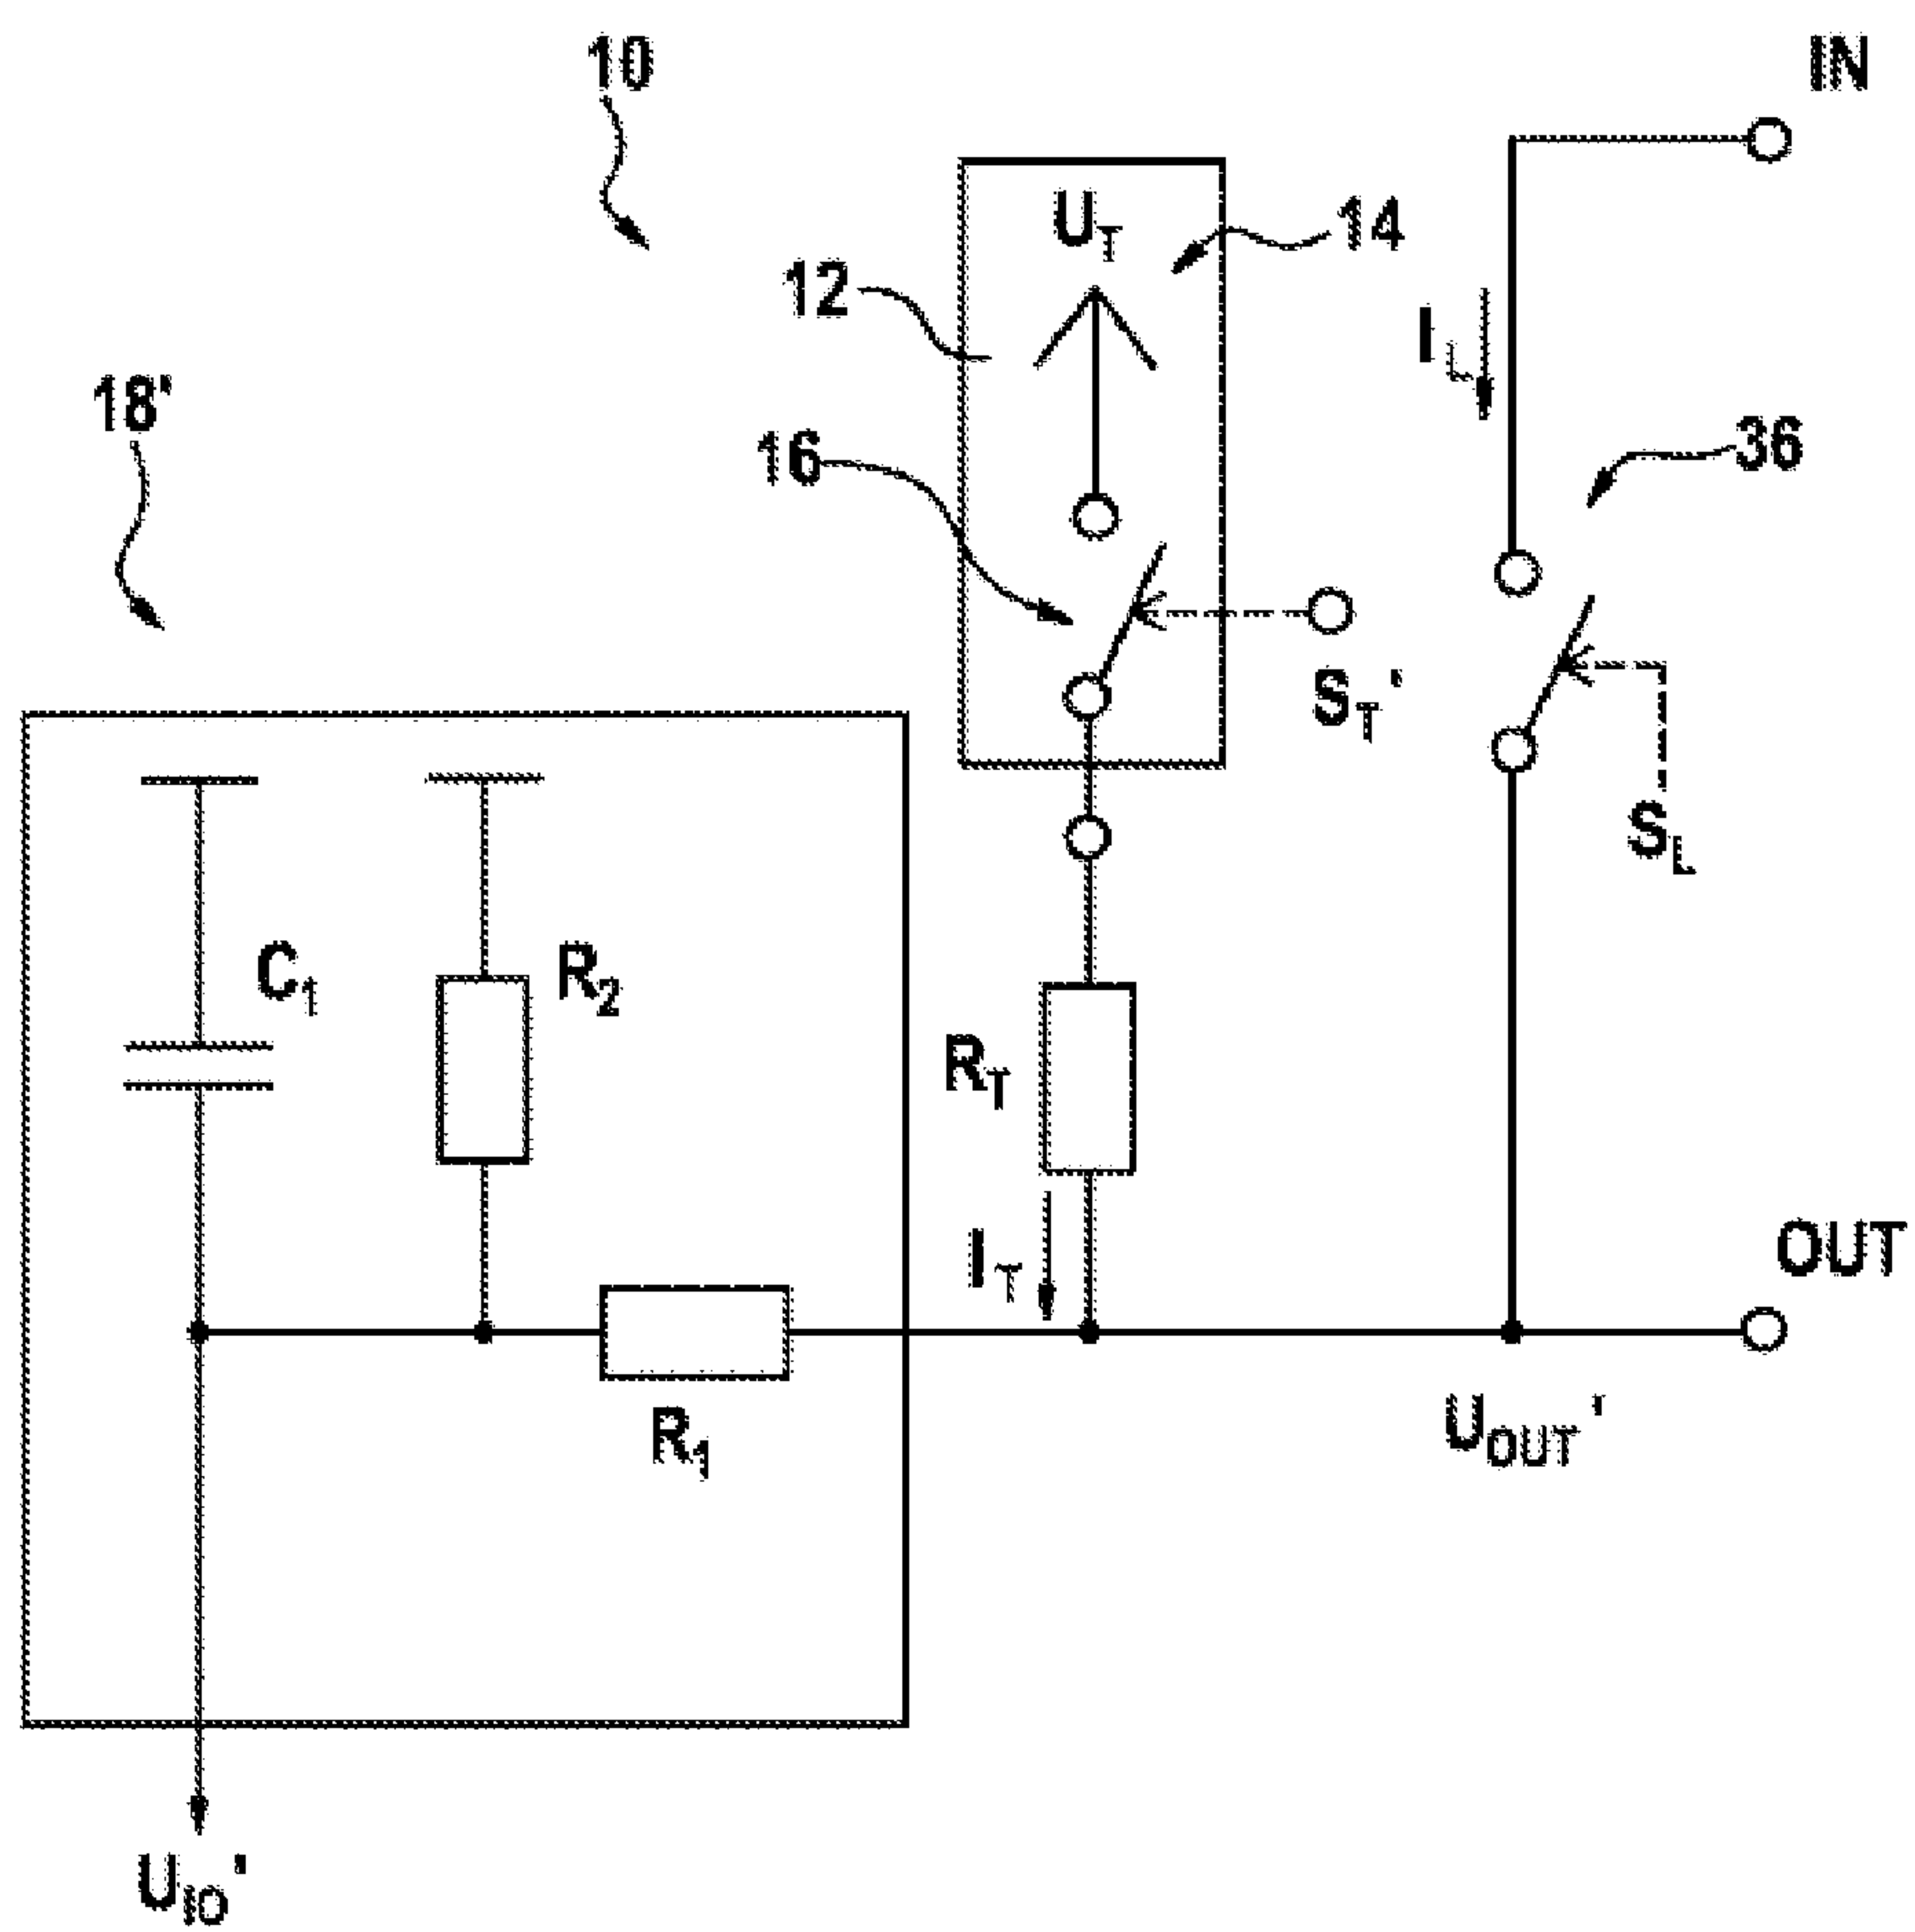 10
IN
U_T
14
12
I_L
18'
16
36
S_T'
S_L
C_1
R_2
R_T
I_T
OUT
R_1
U_OUT'
U_IO'